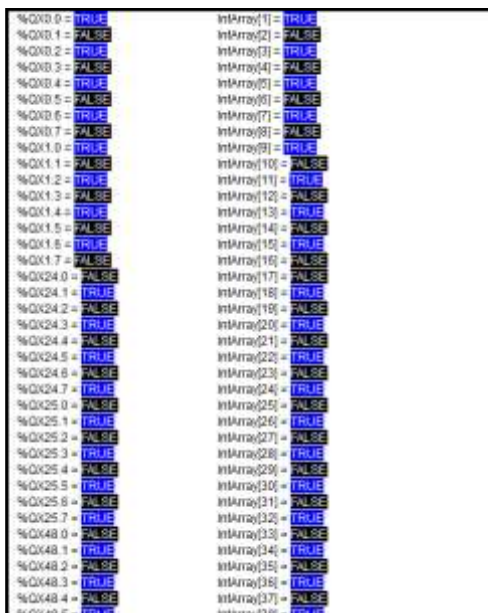 %QX0.0 = TRUE IntArray[1] = TRUE
%QX0.1 = FALSE IntArray[2] = FALSE
%QX0.2 = TRUE IntArray[3] = TRUE
%QX0.3 = FALSE IntArray[4] = FALSE
%QX0.4 = TRUE IntArray[5] = TRUE
%QX0.5 = FALSE IntArray[6] = FALSE
%QX0.6 = TRUE IntArray[7] = TRUE
%QX0.7 = FALSE IntArray[8] = FALSE
%QX1.0 = TRUE IntArray[9] = TRUE
%QX1.1 = FALSE IntArray[10] = FALSE
%QX1.2 = TRUE IntArray[11] = TRUE
%QX1.3 = FALSE IntArray[12] = FALSE
%QX1.4 = TRUE IntArray[13] = TRUE
%QX1.5 = FALSE IntArray[14] = FALSE
%QX1.6 = TRUE IntArray[15] = TRUE
%QX1.7 = FALSE IntArray[16] = FALSE
%QX24.0 = FALSE IntArray[17] = FALSE
%QX24.1 = TRUE IntArray[18] = TRUE
%QX24.2 = FALSE IntArray[19] = FALSE
%QX24.3 = TRUE IntArray[20] = TRUE
%QX24.4 = FALSE IntArray[21] = FALSE
%QX24.5 = TRUE IntArray[22] = TRUE
%QX24.6 = FALSE IntArray[23] = FALSE
%QX24.7 = TRUE IntArray[24] = TRUE
%QX25.0 = FALSE IntArray[25] = FALSE
%QX25.1 = TRUE IntArray[26] = TRUE
%QX25.2 = FALSE IntArray[27] = FALSE
%QX25.3 = TRUE IntArray[28] = TRUE
%QX25.4 = FALSE IntArray[29] = FALSE
%QX25.5 = TRUE IntArray[30] = TRUE
%QX25.6 = FALSE IntArray[31] = FALSE
%QX25.7 = TRUE IntArray[32] = TRUE
%QX48.0 = FALSE IntArray[33] = FALSE
%QX48.1 = TRUE IntArray[34] = TRUE
%QX48.2 = FALSE IntArray[35] = FALSE
%QX48.3 = TRUE IntArray[36] = TRUE
%QX48.4 = FALSE IntArray[37] = FALSE